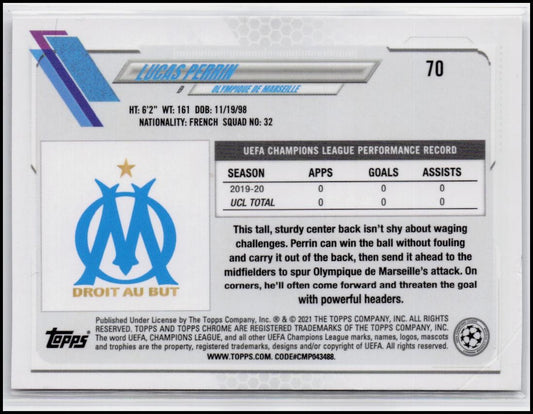 LUCAS PERRIN
70
D OLYMPIQUE DE MARSEILLE
HT: 6'2" WT: 161 DOB: 11/19/98
NATIONALITY: FRENCH SQUAD NO: 32
UEFA CHAMPIONS LEAGUE PERFORMANCE RECORD
SEASON APPS GOALS ASSISTS
2019-20 0 0 0
UCL TOTAL 0 0 0
This tall, sturdy center back isn't shy about waging
challenges. Perrin can win the ball without fouling
and carry it out of the back, then send it ahead to the
midfielders to spur Olympique de Marseille's attack. On
corners, he'll often come forward and threaten the goal
with powerful headers.
DROIT AU BUT
Topps
Published Under License by The Topps Company, Inc. ® & © 2021 THE TOPPS COMPANY, INC. ALL RIGHTS
RESERVED. TOPPS AND TOPPS CHROME ARE REGISTERED TRADEMARKS OF THE TOPPS COMPANY, INC.
The word UEFA, CHAMPIONS LEAGUE, and all other UEFA Champions League marks, names, logos, mascots
and trophies are the property, registered trademarks, designs and/or copyright of UEFA. All rights reserved.
WWW.TOPPS.COM. CODE#CMP043488.